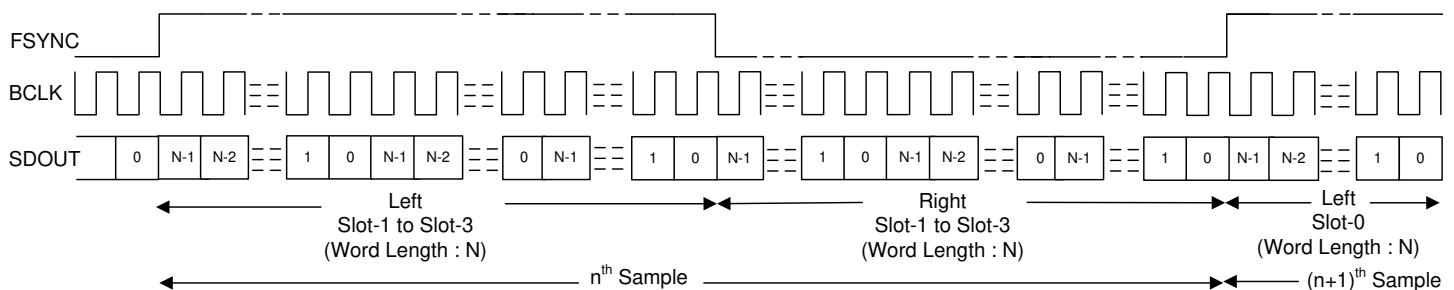 FSYNC
BCLK
SDOUT 0 N-1 N-2 1 0 N-1 N-2 0 N-1 1 0 N-1 1 0 N-1 N-2 0 N-1 1 0 N-1 N-2 1 0
Left Right Left
Slot-1 to Slot-3 Slot-1 to Slot-3 Slot-0
(Word Length : N) (Word Length : N) (Word Length : N)
nth Sample (n+1)th Sample